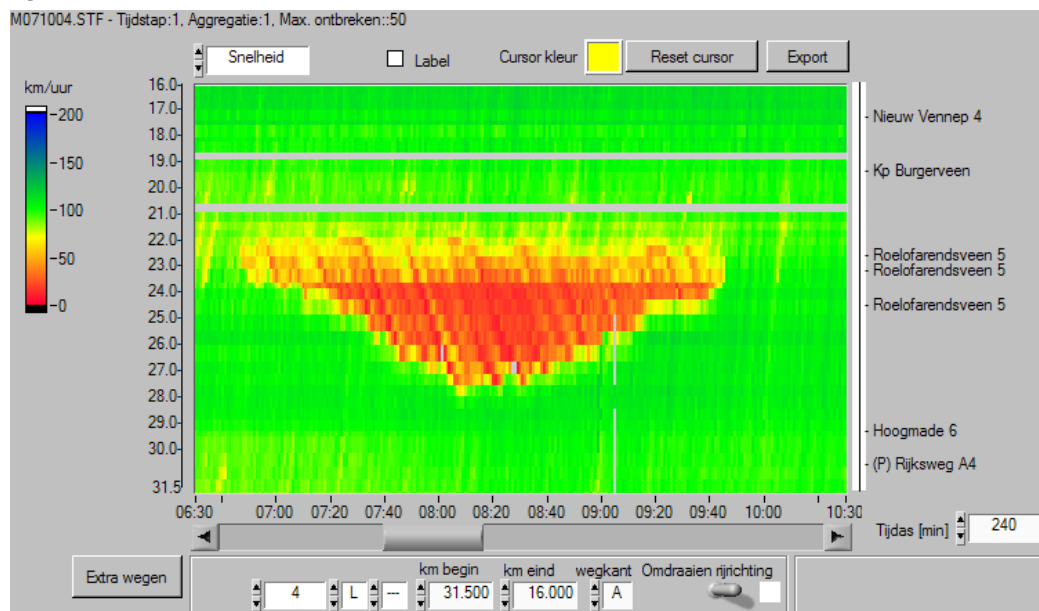 M071004.STF - Tijdstap:1, Aggregatie:1, Max. ontbreken::50
Snelheid
Label
Cursor kleur
Reset cursor
Export
km/uur
200
150
100
50
0
16.0
17.0
18.0
19.0
20.0
21.0
22.0
23.0
24.0
25.0
26.0
27.0
28.0
29.0
30.0
31.5
Nieuw Vennep 4
Kp Burgerveen
Roelofarendsveen 5
Roelofarendsveen 5
Roelofarendsveen 5
Hoogmade 6
(P) Rijksweg A4
06:30 07:00 07:20 07:40 08:00 08:20 08:40 09:00 09:20 09:40 10:00 10:30
Tijdas [min] 240
Extra wegen
km begin km eind wegkant Omdraaien rijrichting
4 L --- 31.500 16.000 A